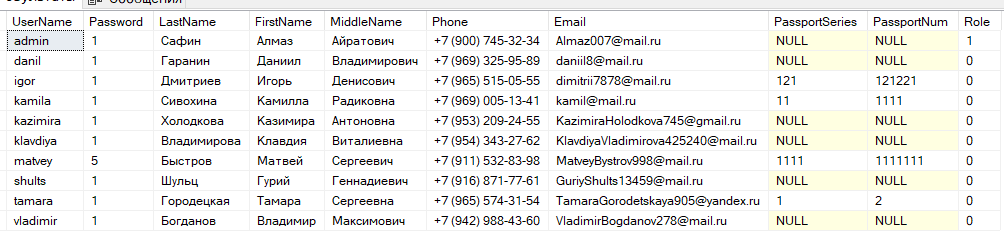 Сообщения
UserName Password LastName FirstName MiddleName Phone Email PassportSeries PassportNum Role
admin 1 Сафин Алмаз Айратович +7 (900) 745-32-34 Almaz007@mail.ru NULL NULL 1
danil 1 Гаранин Даниил Владимирович +7 (969) 325-95-89 daniil8@mail.ru NULL NULL 0
igor 1 Дмитриев Игорь Денисович +7 (965) 515-05-55 dimitrii7878@mail.ru 121 121221 0
kamila 1 Сивохина Камилла Радиковна +7 (969) 005-13-41 kamil@mail.ru 11 1111 0
kazimira 1 Холодкова Казимира Антоновна +7 (953) 209-24-55 KazimiraHolodkova745@gmail.ru NULL NULL 0
klavdiya 1 Владимирова Клавдия Виталиевна +7 (954) 343-27-62 KlavdiyaVladimirova425240@mail.ru NULL NULL 0
matvey 5 Быстров Матвей Сергеевич +7 (911) 532-83-98 MatveyBystrov998@mail.ru 1111 1111111 0
shults 1 Шульц Гурий Геннадиевич +7 (916) 871-77-61 GuriyShults13459@mail.ru NULL NULL 0
tamara 1 Городецкая Тамара Сергеевна +7 (965) 574-31-54 TamaraGorodetskaya905@yandex.ru 1 2 0
vladimir 1 Богданов Владимир Максимович +7 (942) 988-43-60 VladimirBogdanov278@mail.ru NULL NULL 0